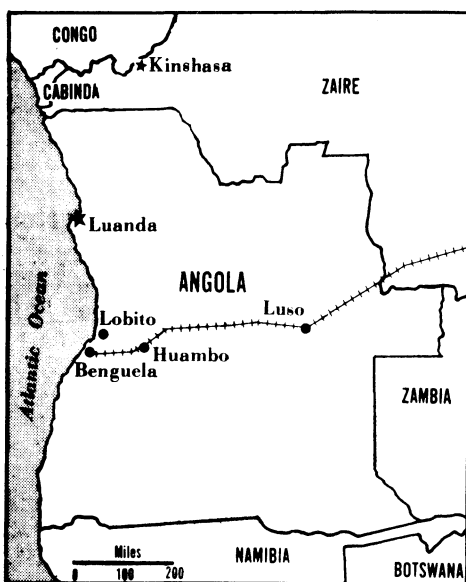 CONGO
Kinshasa
CABINDA
ZAIRE
Luanda
ANGOLA
Atlantic Ocean
Lobito
Luso
Huambo
Benguela
ZAMBIA
Miles
0 100 200
NAMIBIA
BOTSWANA